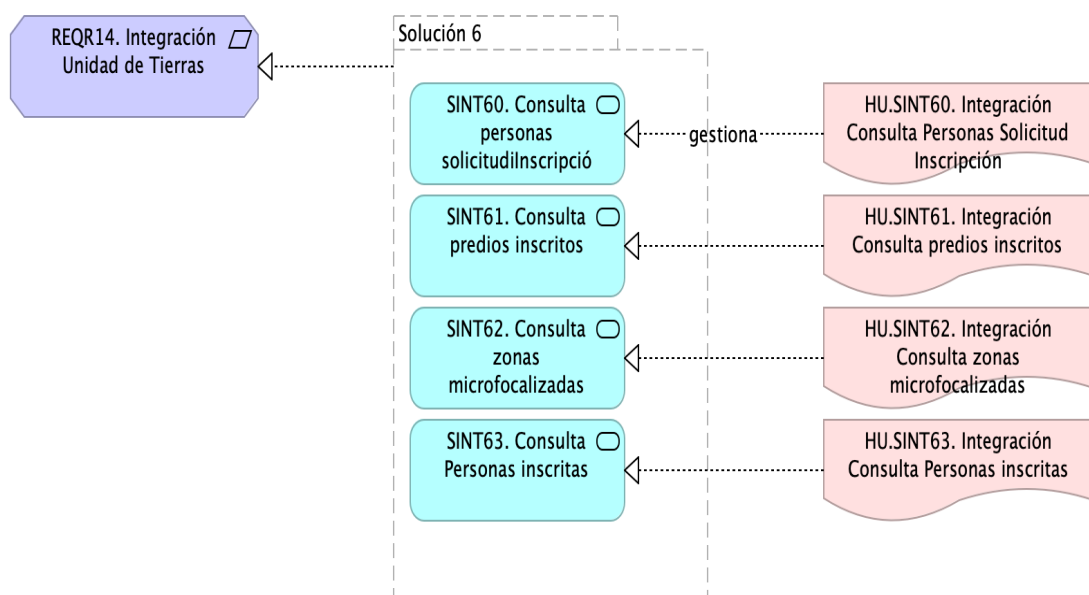 REQR14. Integración
Unidad de Tierras
Solución 6
SINT60. Consulta
personas
solicitudiInscripció
gestiona
HU.SINT60. Integración
Consulta Personas Solicitud
Inscripción
SINT61. Consulta
predios inscritos
HU.SINT61. Integración
Consulta predios inscritos
SINT62. Consulta
zonas
microfocalizadas
HU.SINT62. Integración
Consulta zonas
microfocalizadas
SINT63. Consulta
Personas inscritas
HU.SINT63. Integración
Consulta Personas inscritas